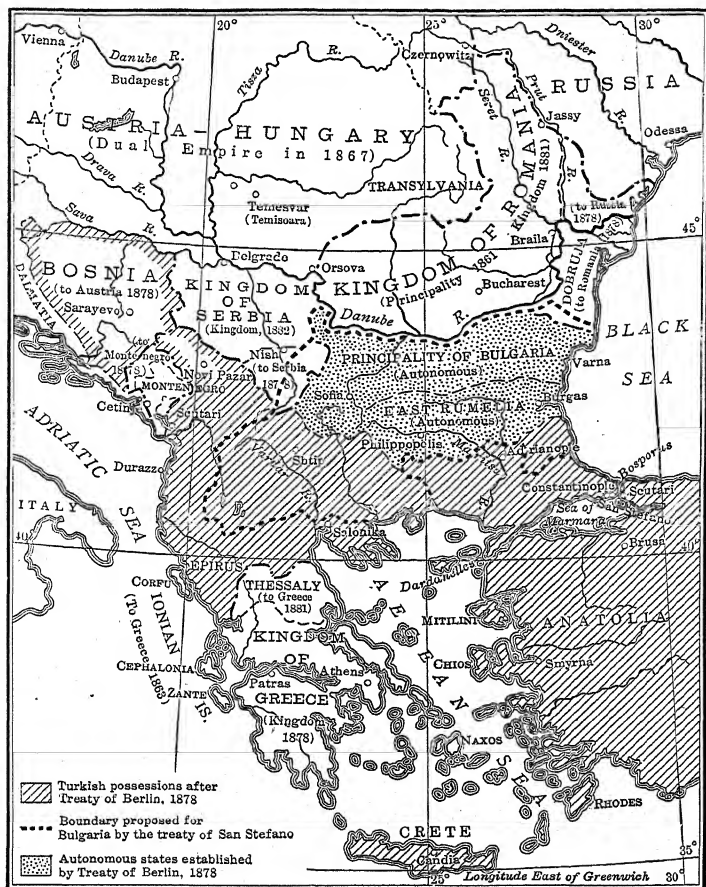 20°
25°
30°
Vienna
Danube R.
Budapest
Tisza R.
Czernowitz
Dniester R.
RUSSIA
Pruth R.
Jassy
Odessa
AUSTRIA-HUNGARY
(Dual Empire in 1867)
Drava R.
Sava R.
TRANSYLVANIA
Temesvar
(Temisoara)
Seret R.
KINGDOM OF ROMANIA
(Principality 1861
Kingdom 1881)
(to Russia
1878)
45°
Braila
Bucharest
DOBRUJA
(to Romania
Orsova
BOSNIA
(to Austria 1878)
Sarayevo
DALMATIA
KINGDOM
OF
SERBIA
(Kingdom, 1882)
Danube R.
BLACK
SEA
Nish
(to Serbia
1878)
(to
Montenegro
1878)
MONTENEGRO
Novi Pazar
Cetinje
Scutari
PRINCIPALITY OF BULGARIA
(Autonomous)
Varna
Sofia
EAST RUMELIA
(Autonomous)
Burgas
Philippopolis
Maritsa R.
Adrianople
ADRIATIC
SEA
Durazzo
Vardar R.
Bosporus
Constantinople
Scutari
San Stefano
Sea of
Marmara
ITALY
40°
Salonika
Brusa
40°
EPIRUS
CORFU
THESSALY
(to Greece
1881)
Dardanelles
AEGEAN SEA
MITILINI
ANATOLIA
IONIAN IS.
(To Greece, 1863)
KINGDOM
OF
GREECE
(Kingdom
1878)
CEPHALONIA
ZANTE
Patras
Athens
CHIOS
Smyrna
NAXOS
RHODES
CRETE
Candia
35°
Turkish possessions after
Treaty of Berlin, 1878
Boundary proposed for
Bulgaria by the treaty of San Stefano
Autonomous states established
by Treaty of Berlin, 1878
25°
Longitude East of Greenwich
30°